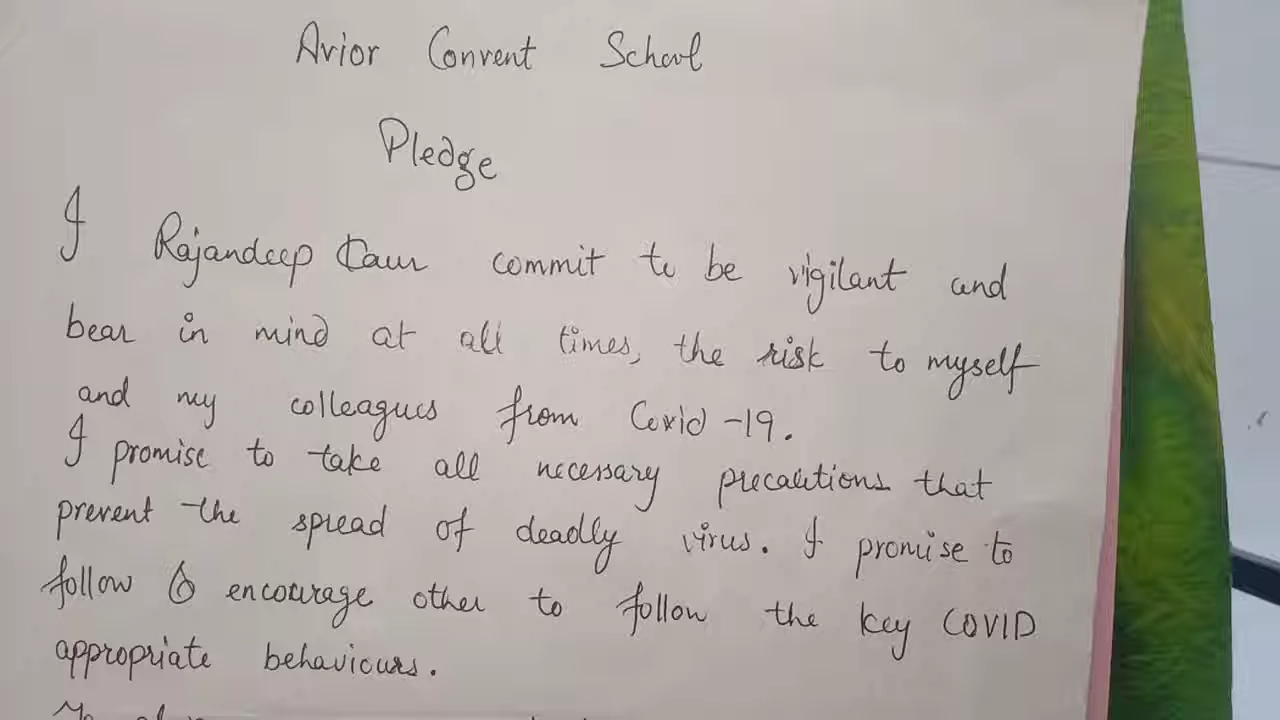 Avior Convent School
Pledge
I Rajandeep Kaur commit to be vigilant and
bear in mind at all times, the risk to myself
and my colleagues from Covid -19.
I promise to take all necessary precautions that
prevent the spread of deadly virus. I promise to
follow & encourage other to follow the key COVID
appropriate behaviours.